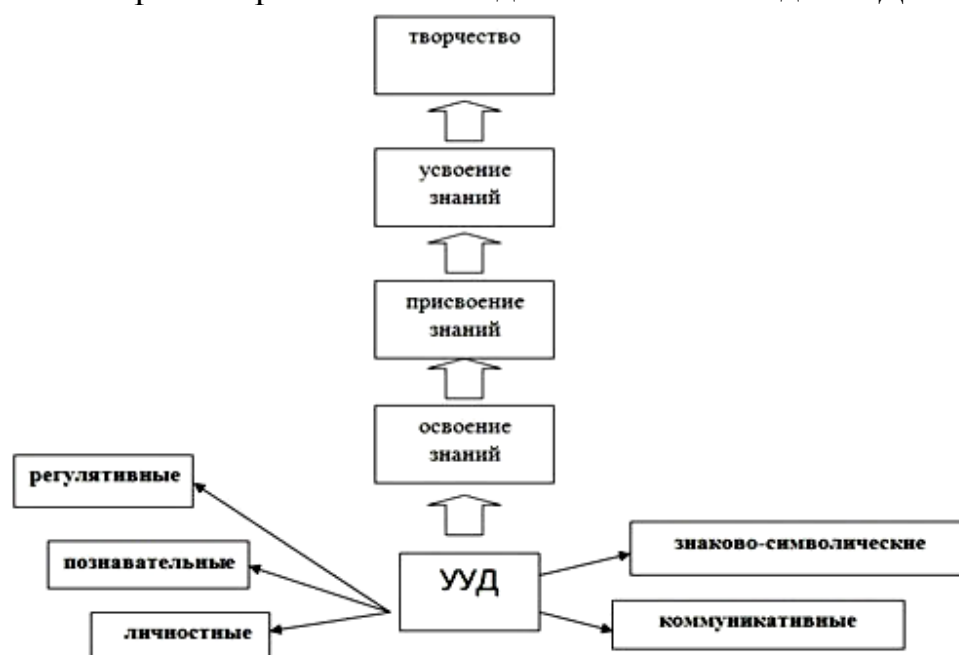 творчество
усвоение
знаний
присвоение
знаний
освоение
знаний
регулятивные
знаково-символические
познавательные
УУД
коммуникативные
личностные